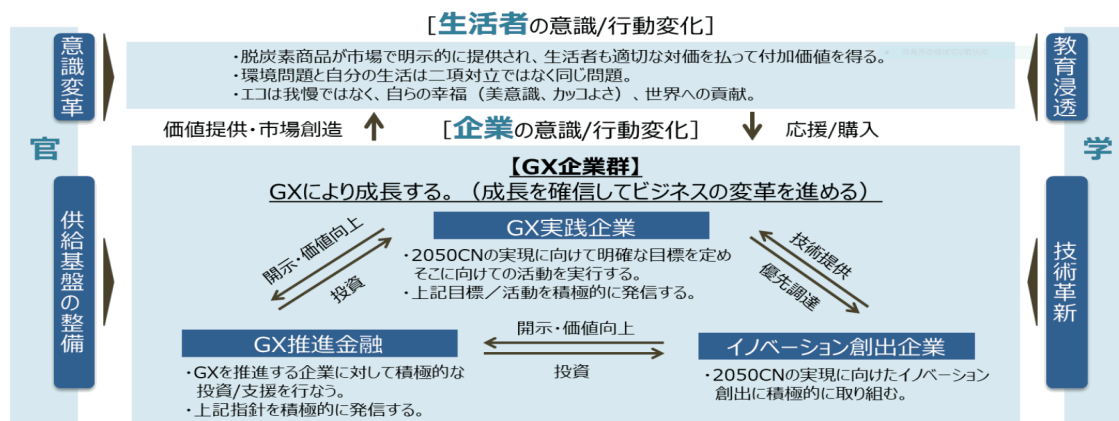 [生活者の意識/行動変化]
・脱炭素商品が市場で明示的に提供され、生活者も適切な対価を払って付加価値を得る。
・環境問題と自分の生活は二項対立ではなく同じ問題。
・エコは我慢ではなく、自らの幸福（美意識、カッコよさ）、世界への貢献。
意識変革
教育浸透
価値提供・市場創造
[企業の意識/行動変化]
応援/購入
官
学
【GX企業群】
GXにより成長する。（成長を確信してビジネスの変革を進める）
供給基盤の整備
技術革新
GX実践企業
・2050CNの実現に向けて明確な目標を定め
そこに向けての活動を実行する。
・上記目標／活動を積極的に発信する。
開示・価値向上
投資
技術提供
優先調達
GX推進金融
・GXを推進する企業に対して積極的な
投資/支援を行なう。
・上記指針を積極的に発信する。
開示・価値向上
投資
イノベーション創出企業
・2050CNの実現に向けたイノベーション
創出に積極的に取り組む。